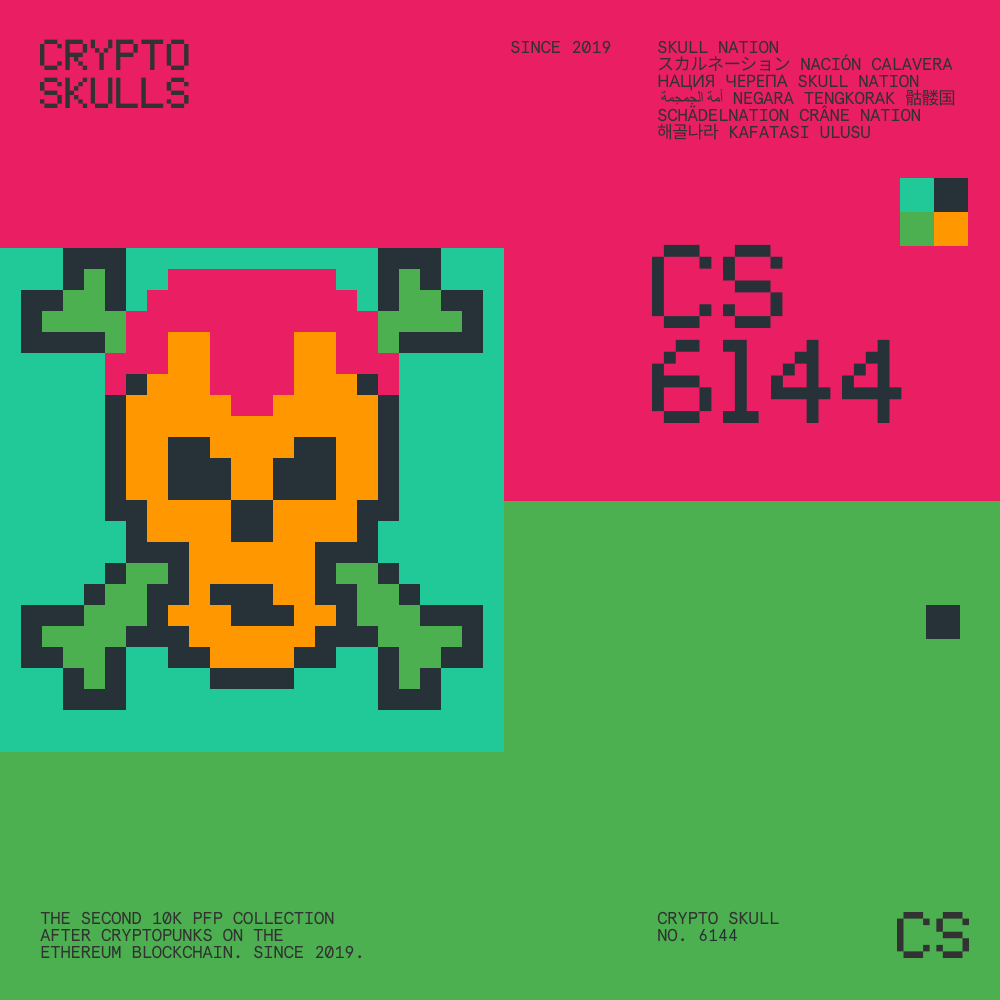 CRYPTO
SKULLS
SINCE 2019
SKULL NATION
スカルネーション NACIÓN CALAVERA
НАЦИЯ ЧЕРЕПА SKULL NATION
أمة الجمجمة NEGARA TENGKORAK 骷髅国
SCHÄDELNATION CRÂNE NATION
해골나라 KAFATASI ULUSU
CS
6144
THE SECOND 10K PFP COLLECTION
AFTER CRYPTOPUNKS ON THE
ETHEREUM BLOCKCHAIN. SINCE 2019.
CRYPTO SKULL
NO. 6144
CS